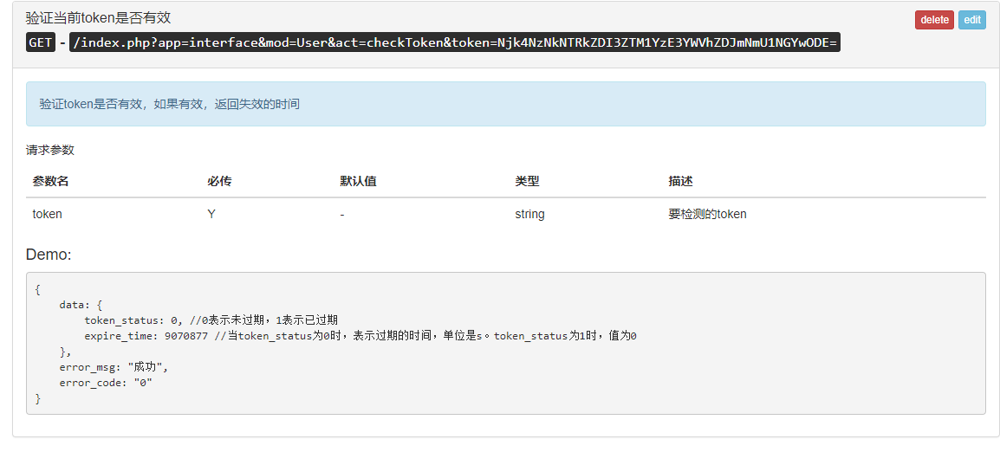 验证当前token是否有效
delete edit
GET - /index.php?app=interface&mod=User&act=checkToken&token=Njk4NzNkNTRkZDI3ZTM1YzE3YWVhZDJmNmU1NGYwODE=
验证token是否有效，如果有效，返回失效的时间
请求参数
参数名 必传 默认值 类型 描述
token Y - string 要检测的token
Demo:
{
data: {
token_status: 0, //0表示未过期，1表示已过期
expire_time: 9070877 //当token_status为0时，表示过期的时间，单位是s。token_status为1时，值为0
},
error_msg: "成功",
error_code: "0"
}